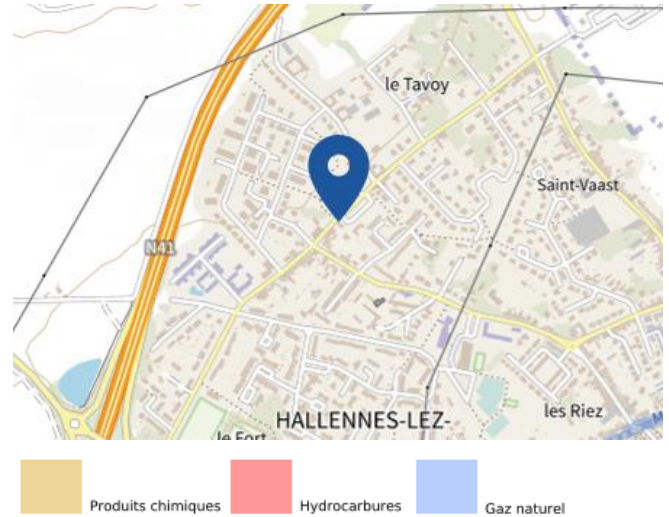 le Tavoy
Saint-Vaast
N41
HALLENNES-LEZ-
les Riez
le Fort
Produits chimiques
Hydrocarbures
Gaz naturel